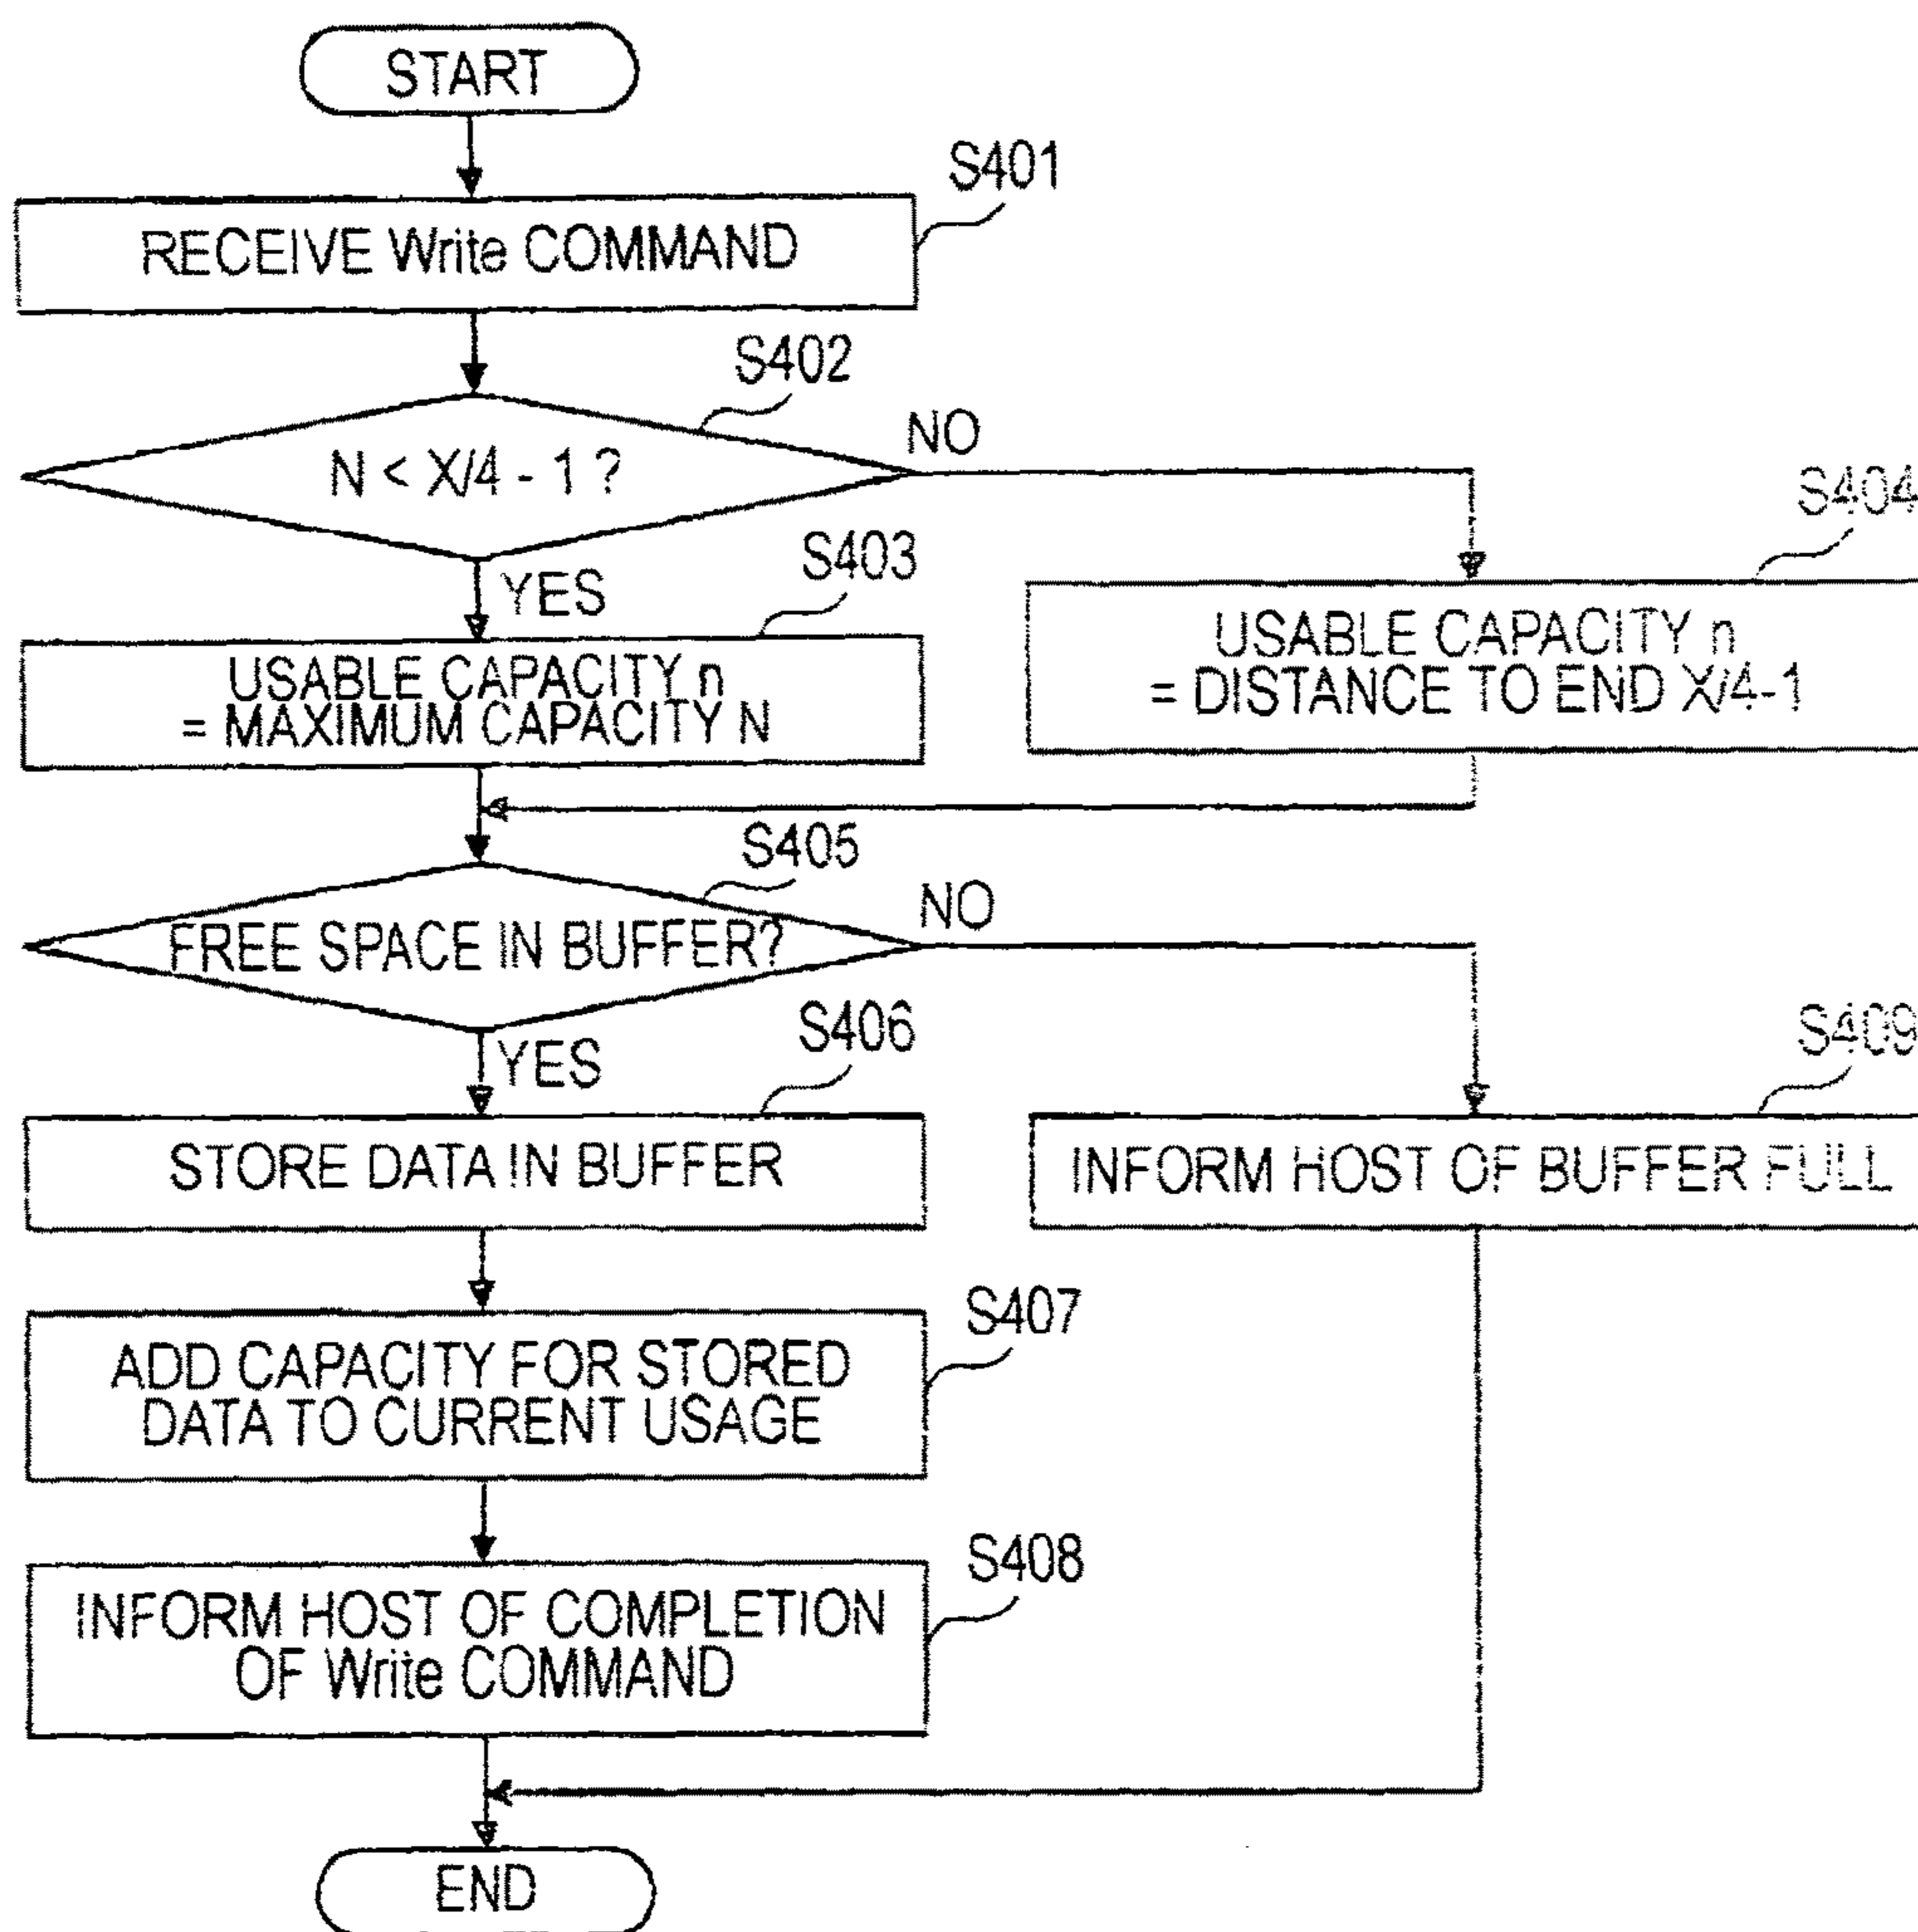 START
S401
RECEIVE Write COMMAND
S402
N < X/4 - 1 ?
NO
YES
S403
USABLE CAPACITY n
= MAXIMUM CAPACITY N
S404
USABLE CAPACITY n
= DISTANCE TO END X/4-1
S405
FREE SPACE IN BUFFER?
NO
YES
S406
STORE DATA IN BUFFER
S409
INFORM HOST OF BUFFER FULL
S407
ADD CAPACITY FOR STORED
DATA TO CURRENT USAGE
S408
INFORM HOST OF COMPLETION
OF Write COMMAND
END